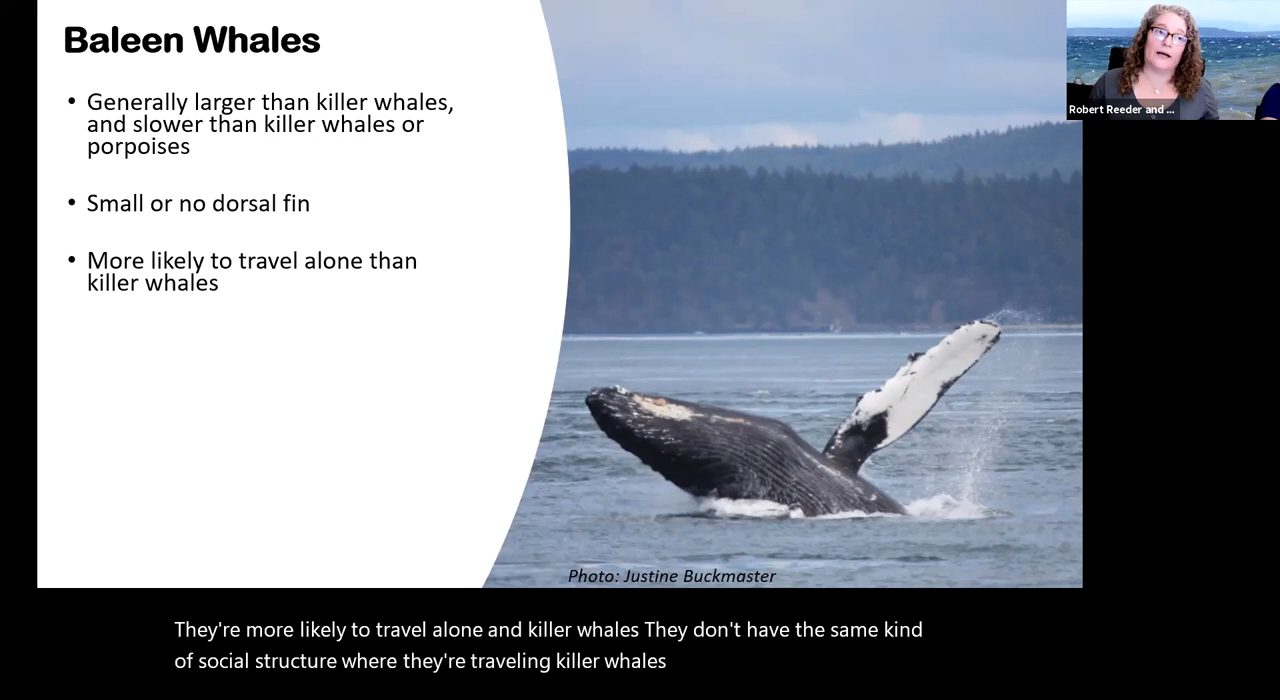 Baleen Whales
• Generally larger than killer whales,
and slower than killer whales or
porpoises
• Small or no dorsal fin
• More likely to travel alone than
killer whales
Robert Reeder and ...
Photo: Justine Buckmaster
They're more likely to travel alone and killer whales They don't have the same kind
of social structure where they're traveling killer whales